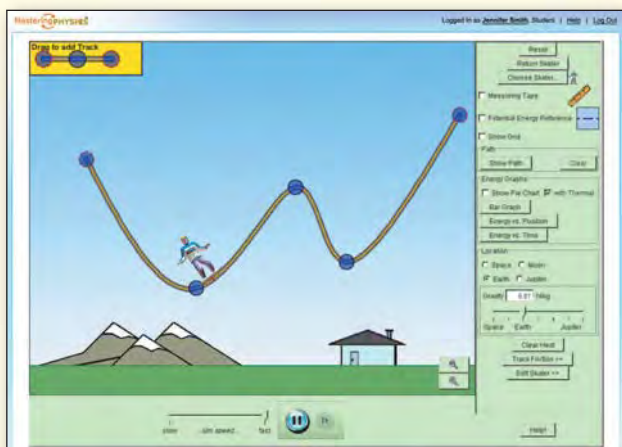 MasteringPHYSICS
Logged in as Jennifer Smith, Student | Help | Log Out
Drag to add Track
Reset
Return Skater
Choose Skater...
Measuring Tape
Potential Energy Reference
Show Grid
Path
Show Path Clear
Energy Graphs
Show Pie Chart with Thermal
Bar Graph
Energy vs. Position
Energy vs. Time
Location
Space Moon
Earth Jupiter
Gravity 9.81 N/kg
Space Earth Jupiter
Clear Heat
Track Friction >>
Edit Skater >>
slow ...sim speed... fast
Help!